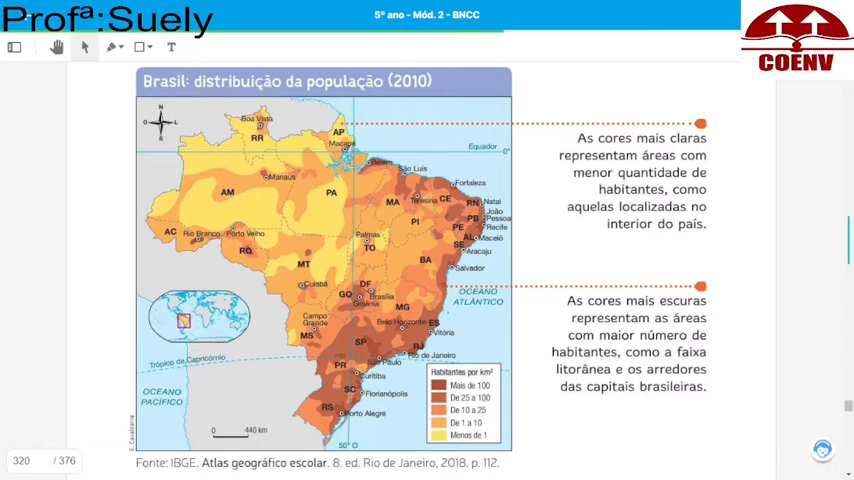 Profª:Suely
5º ano - Mód. 2 - BNCC
COENV
T
Brasil: distribuição da população (2010)
N
O
L
S
Boa Vista
RR
AP
Macapá
Equador
0°
Belém
São Luís
Manaus
Fortaleza
AM
PA
MA
Teresina
CE
RN
Natal
João
Pessoa
PB
PI
PE
Recife
AC
Rio Branco
Porto Velho
Palmas
TO
AL
Maceió
SE
Aracaju
RO
MT
BA
Salvador
Cuiabá
DF
GO
Brasília
Goiânia
OCEANO
ATLÂNTICO
MG
Campo
Grande
Belo Horizonte
ES
Vitória
MS
SP
RJ
Rio de Janeiro
São Paulo
Trópico de Capricórnio
PR
Curitiba
SC
Florianópolis
OCEANO
PACÍFICO
RS
Porto Alegre
0
440 km
50° O
Habitantes por km²
Mais de 100
De 25 a 100
De 10 a 25
De 1 a 10
Menos de 1
E. Cavalcante
Fonte: IBGE. Atlas geográfico escolar. 8. ed. Rio de Janeiro, 2018. p. 112.
As cores mais claras
representam áreas com
menor quantidade de
habitantes, como
aquelas localizadas no
interior do país.
As cores mais escuras
representam as áreas
com maior número de
habitantes, como a faixa
litorânea e os arredores
das capitais brasileiras.
320 / 376